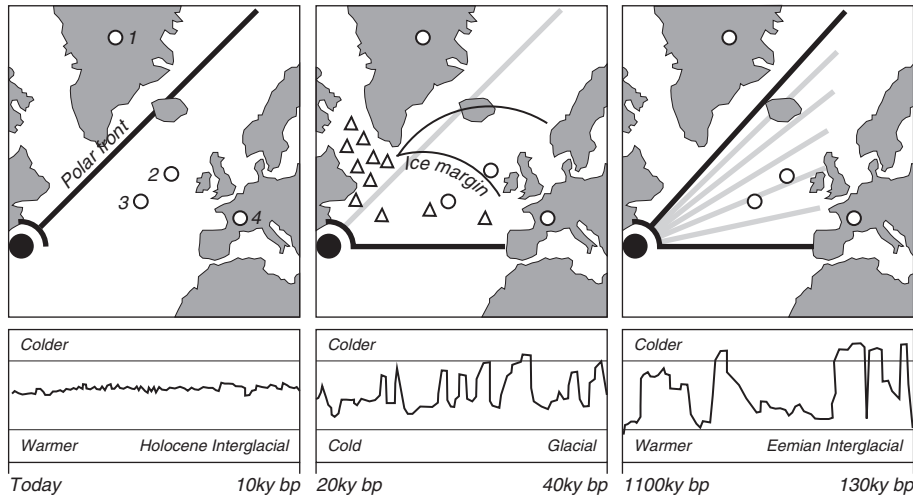 1
2
3
4
Polar front
Ice margin
Colder
Warmer Holocene Interglacial
Today 10ky bp
Cold Glacial
20ky bp 40ky bp
Colder
Warmer Eemian Interglacial
1100ky bp 130ky bp